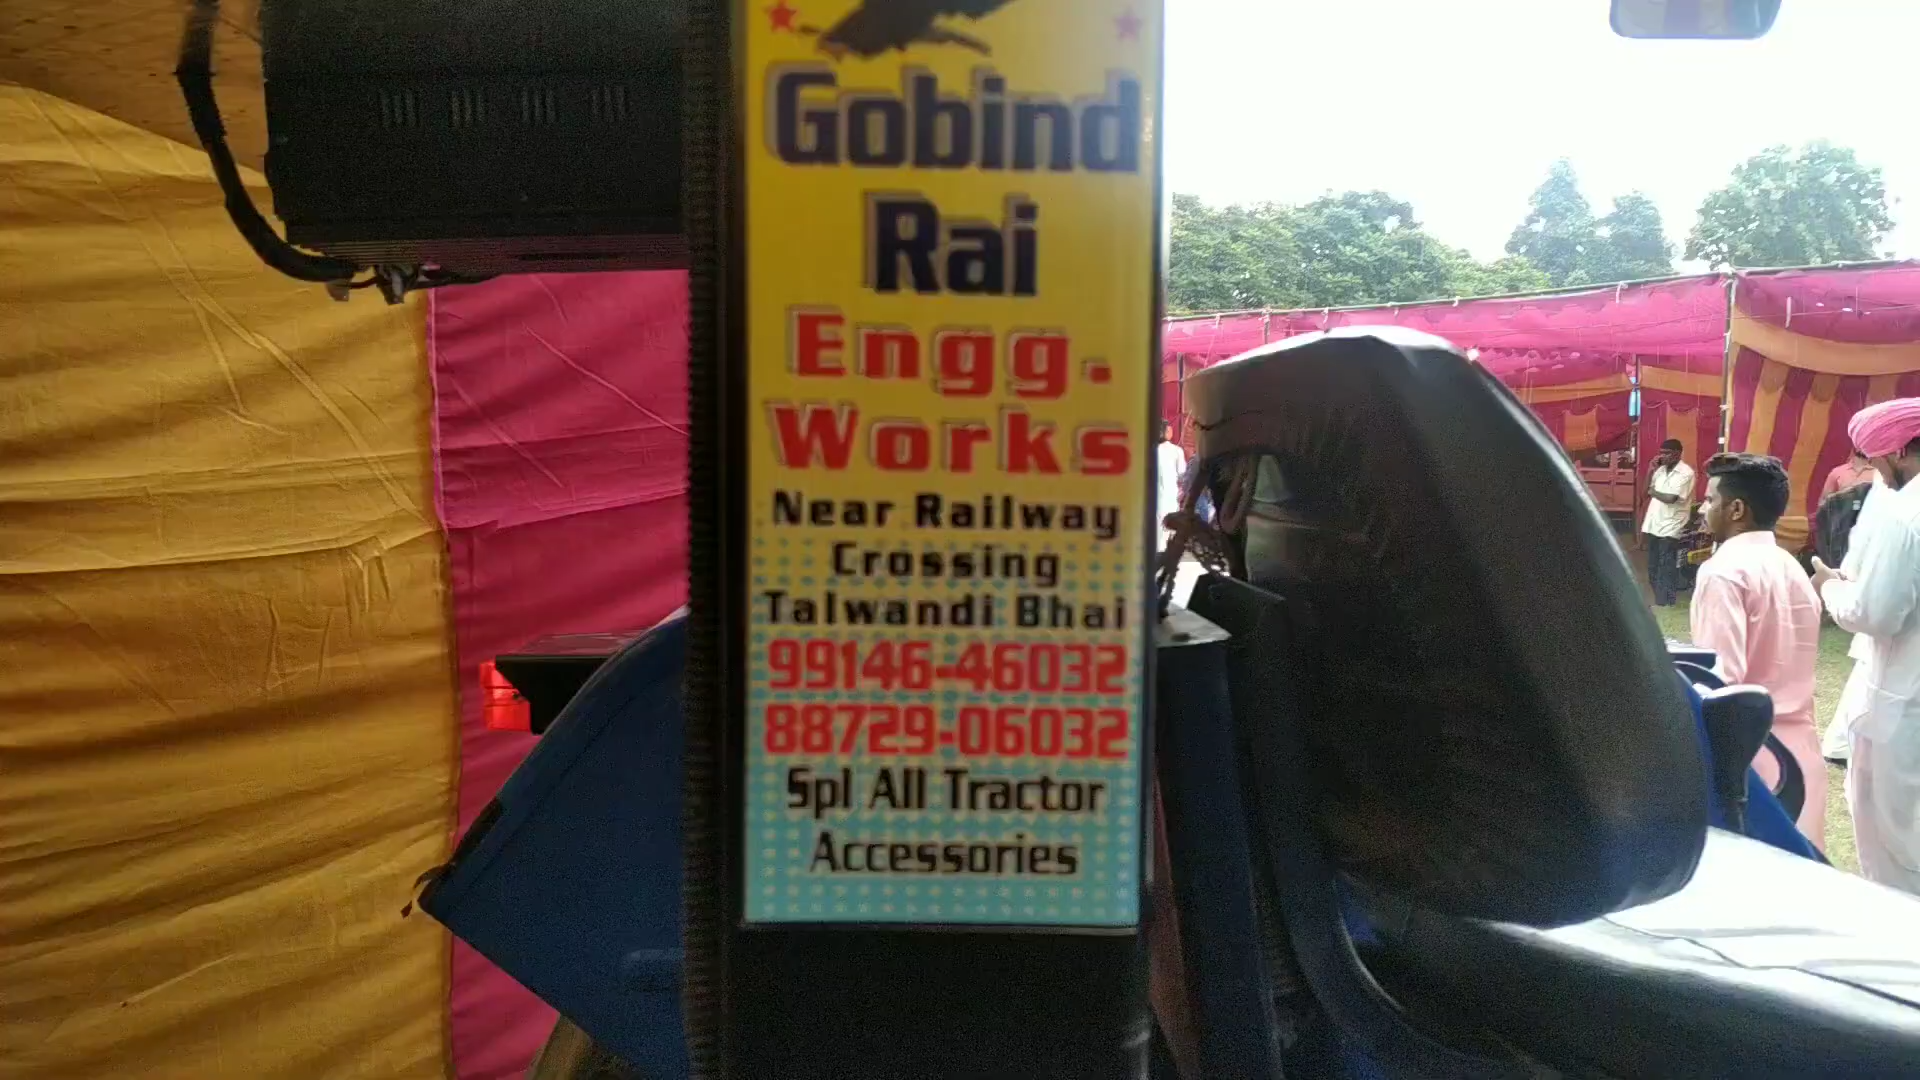 Gobind
Rai
Engg.
Works
Near Railway
Crossing
Talwandi Bhai
99146-46032
88729-06032
Spl All Tractor
Accessories